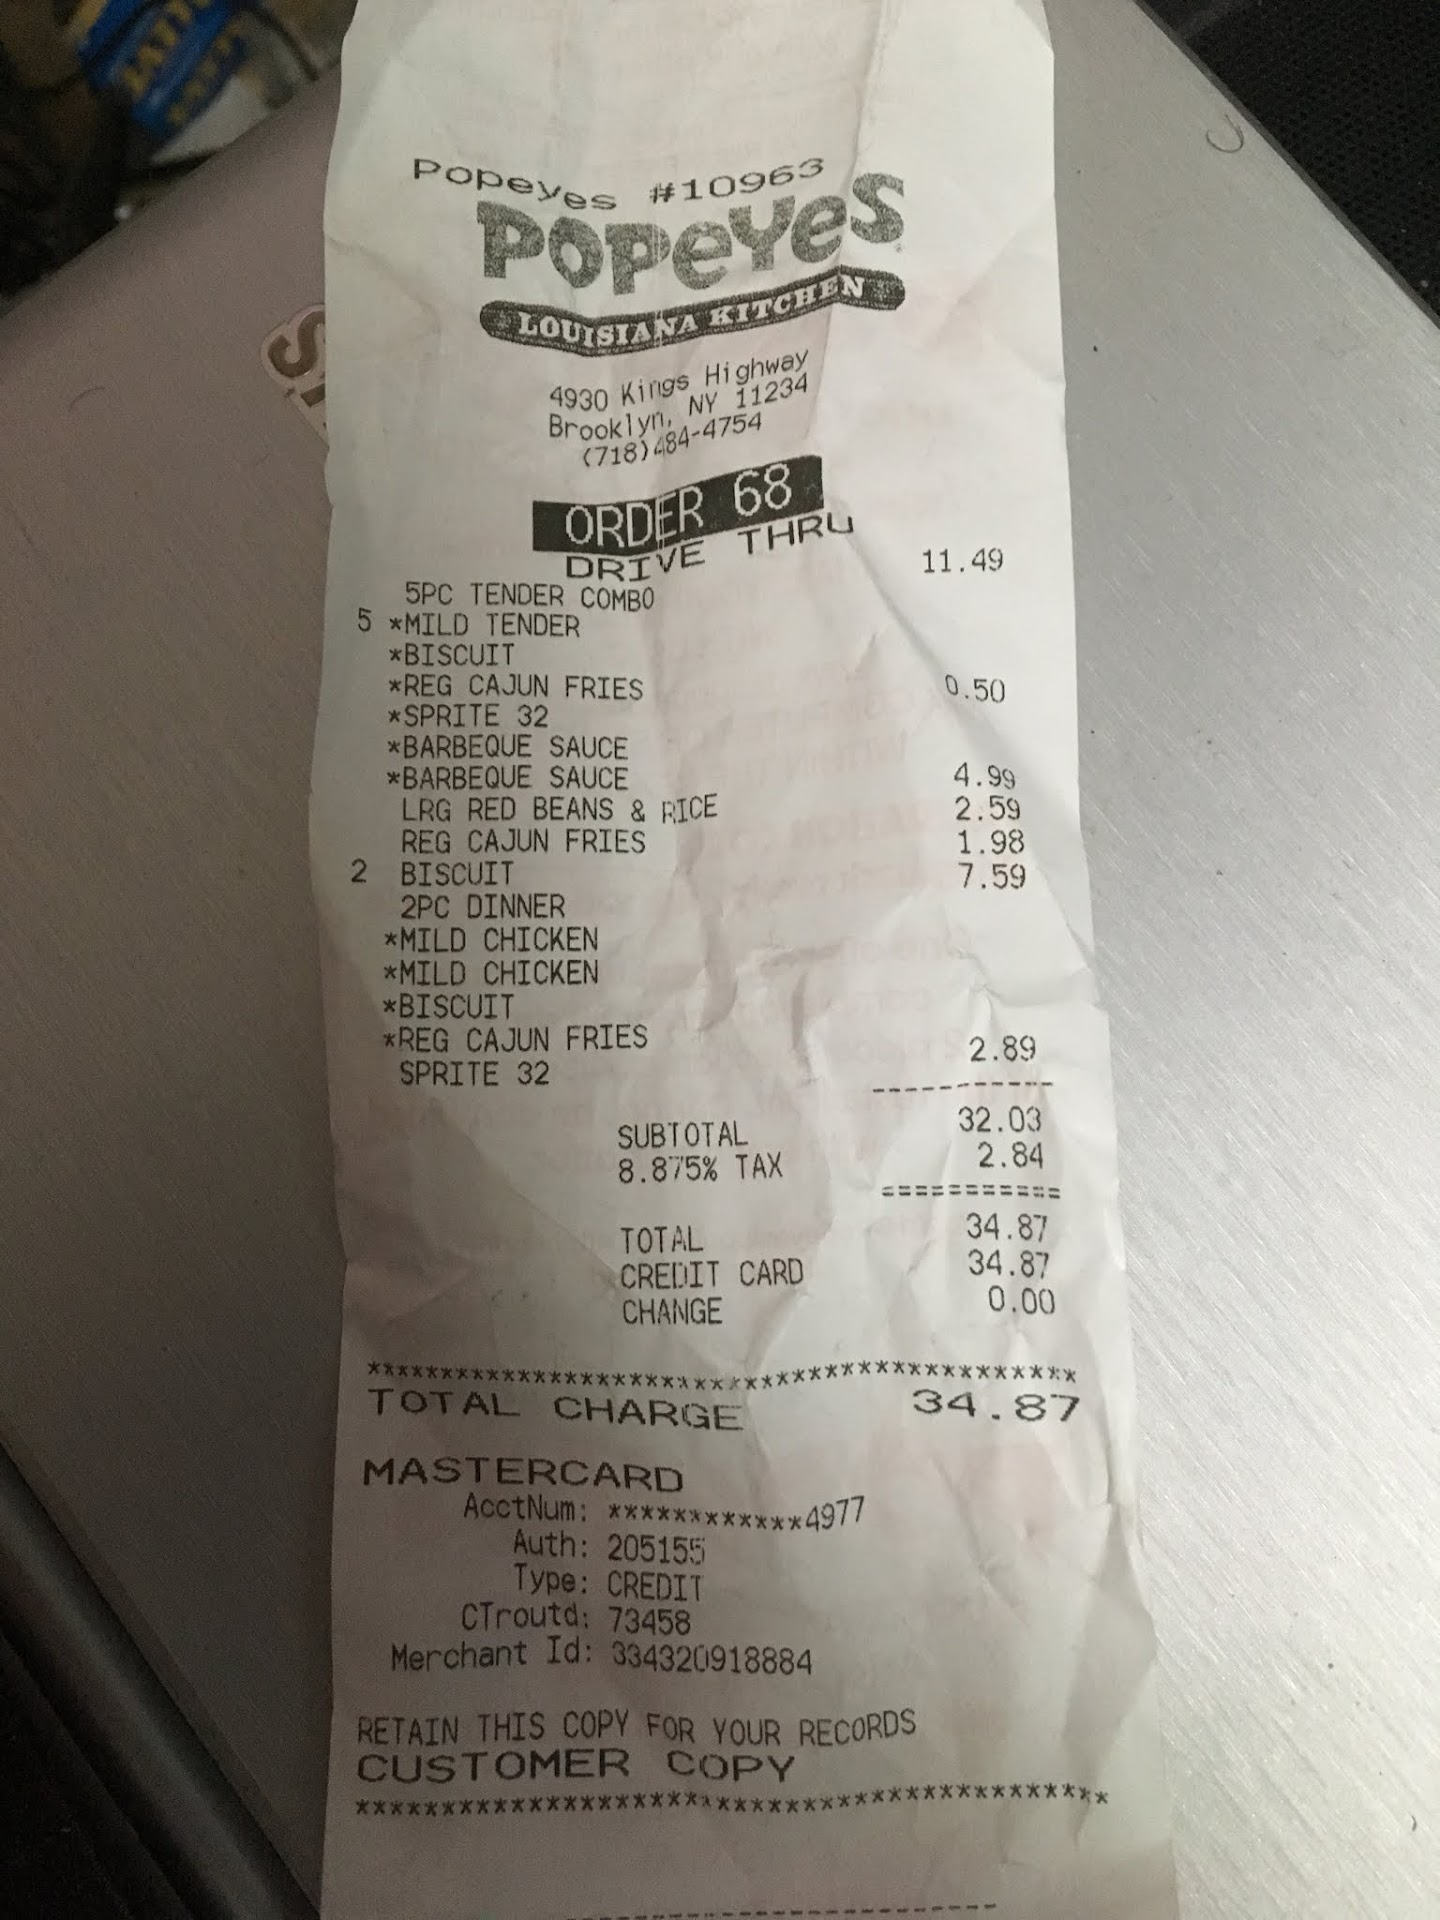 Popeyes #10963
POPEYES
LOUISIANA KITCHEN
4930 Kings Highway
Brooklyn, NY 11234
(718)484-4754
ORDER 68
DRIVE THRU
5PC TENDER COMBO 11.49
5 *MILD TENDER
*BISCUIT
*REG CAJUN FRIES
*SPRITE 32 0.50
*BARBEQUE SAUCE
*BARBEQUE SAUCE
LRG RED BEANS & RICE 4.99
REG CAJUN FRIES 2.59
2 BISCUIT 1.98
2PC DINNER 7.59
*MILD CHICKEN
*MILD CHICKEN
*BISCUIT
*REG CAJUN FRIES
SPRITE 32 2.89
-----------
SUBTOTAL 32.03
8.875% TAX 2.84
===========
TOTAL 34.87
CREDIT CARD 34.87
CHANGE 0.00
****************************************
TOTAL CHARGE 34.87
MASTERCARD
AcctNum: ************4977
Auth: 205155
Type: CREDIT
CTroutd: 73458
Merchant Id: 334320918884
RETAIN THIS COPY FOR YOUR RECORDS
CUSTOMER COPY
****************************************